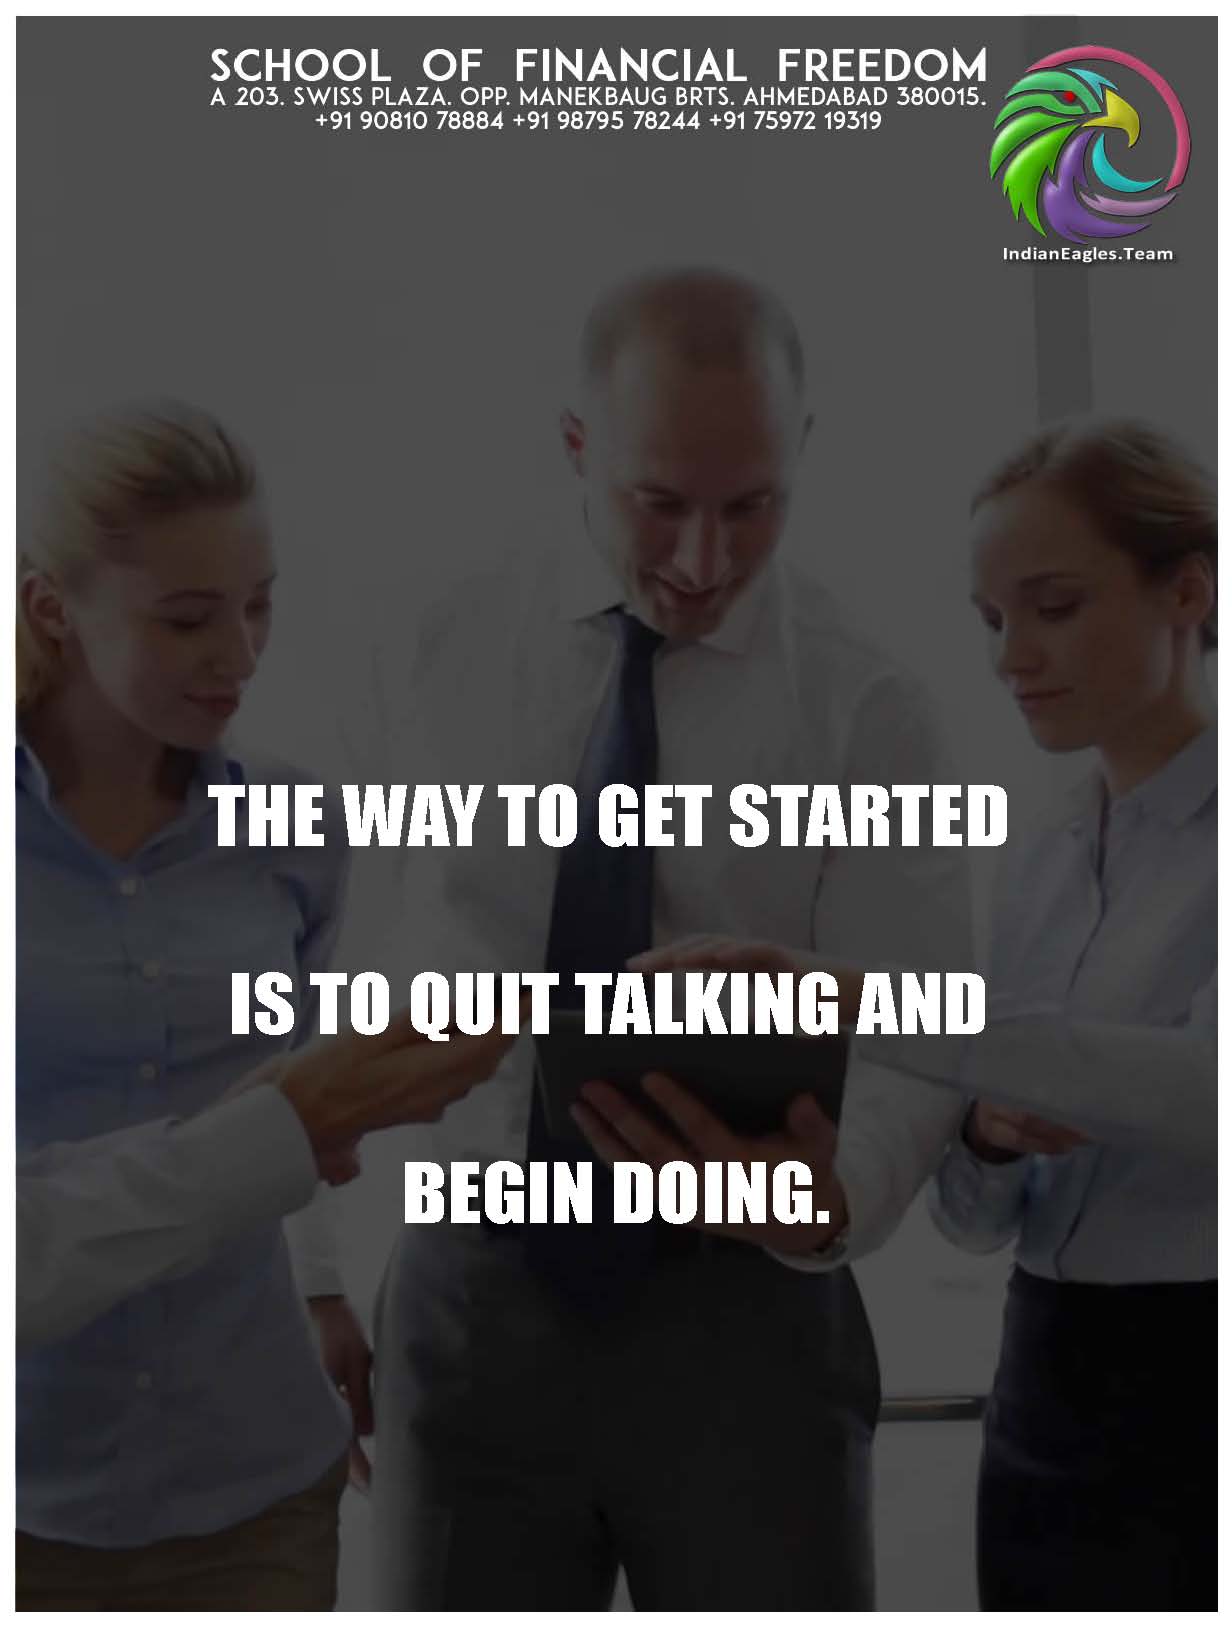 SCHOOL OF FINANCIAL FREEDOM
A 203. SWISS PLAZA. OPP. MANEKBAUG BRTS. AHMEDABAD 380015.
+91 90810 78884 +91 98795 78244 +91 75972 19319
IndianEagles.Team
THE WAY TO GET STARTED
IS TO QUIT TALKING AND
BEGIN DOING.